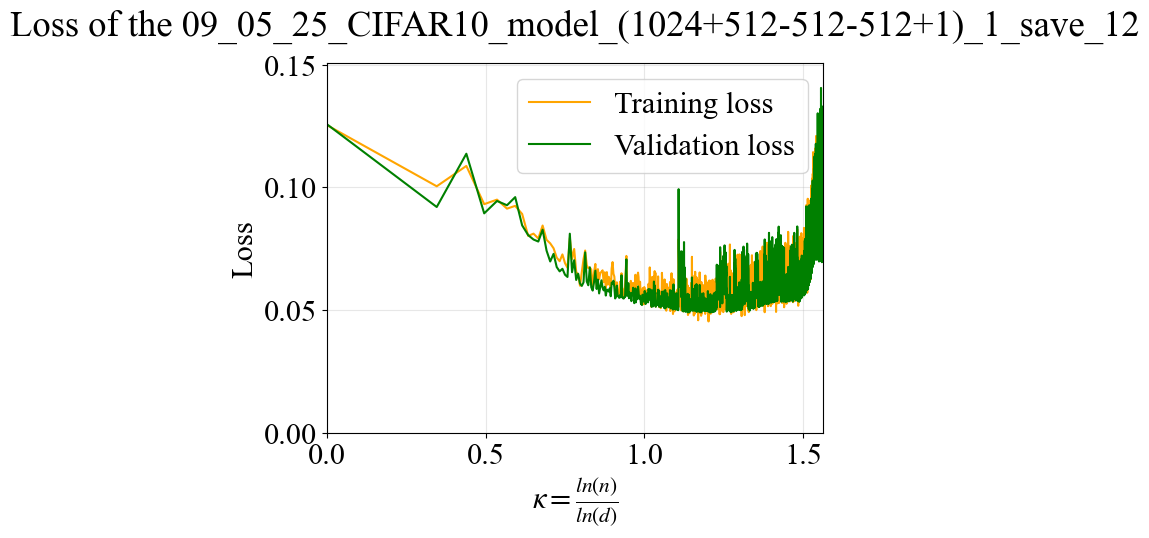 Loss of the 09_05_25_CIFAR10_model_(1024+512-512-512+1)_1_save_12
0.15
0.10
0.05
0.00
Loss
Training loss
Validation loss
0.0 0.5 1.0 1.5
κ = ln(n)/ln(d)